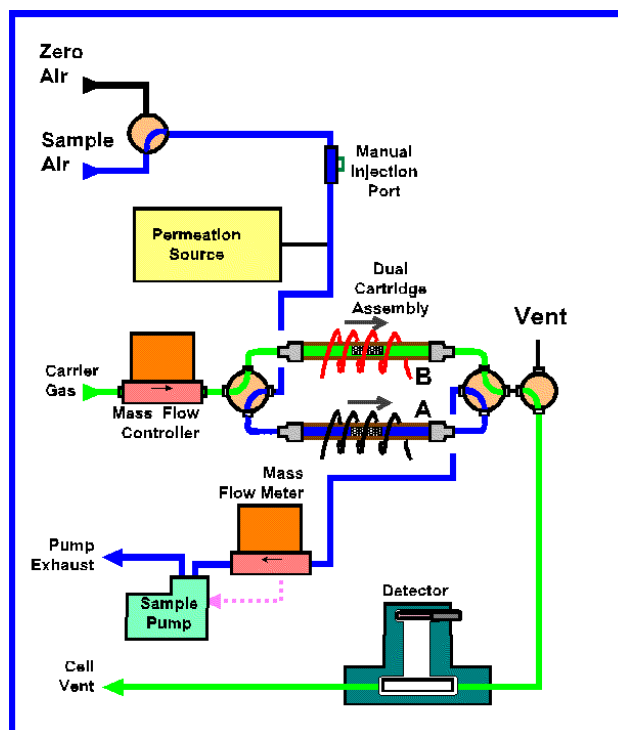 Zero
Air
Sample
Air
Manual
Injection
Port
Permeation
Source
Dual
Cartridge
Assembly
Vent
Carrier
Gas
B
Mass Flow
Controller
A
Mass
Flow Meter
Pump
Exhaust
Sample
Pump
Detector
Cell
Vent